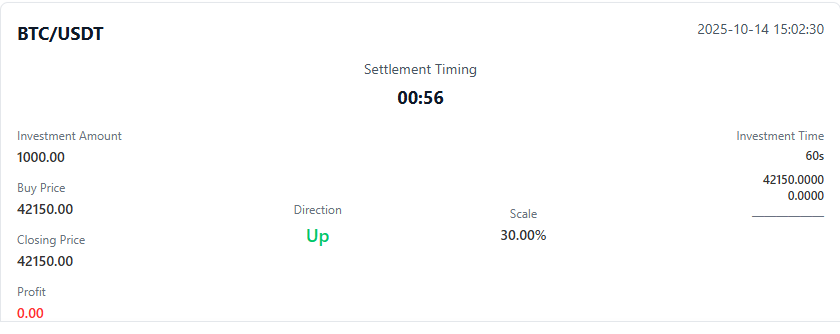 BTC/USDT
2025-10-14 15:02:30
Settlement Timing
00:56
Investment Amount
1000.00
Buy Price
42150.00
Closing Price
42150.00
Profit
0.00
Direction
Up
Scale
30.00%
Investment Time
60s
42150.0000
0.0000